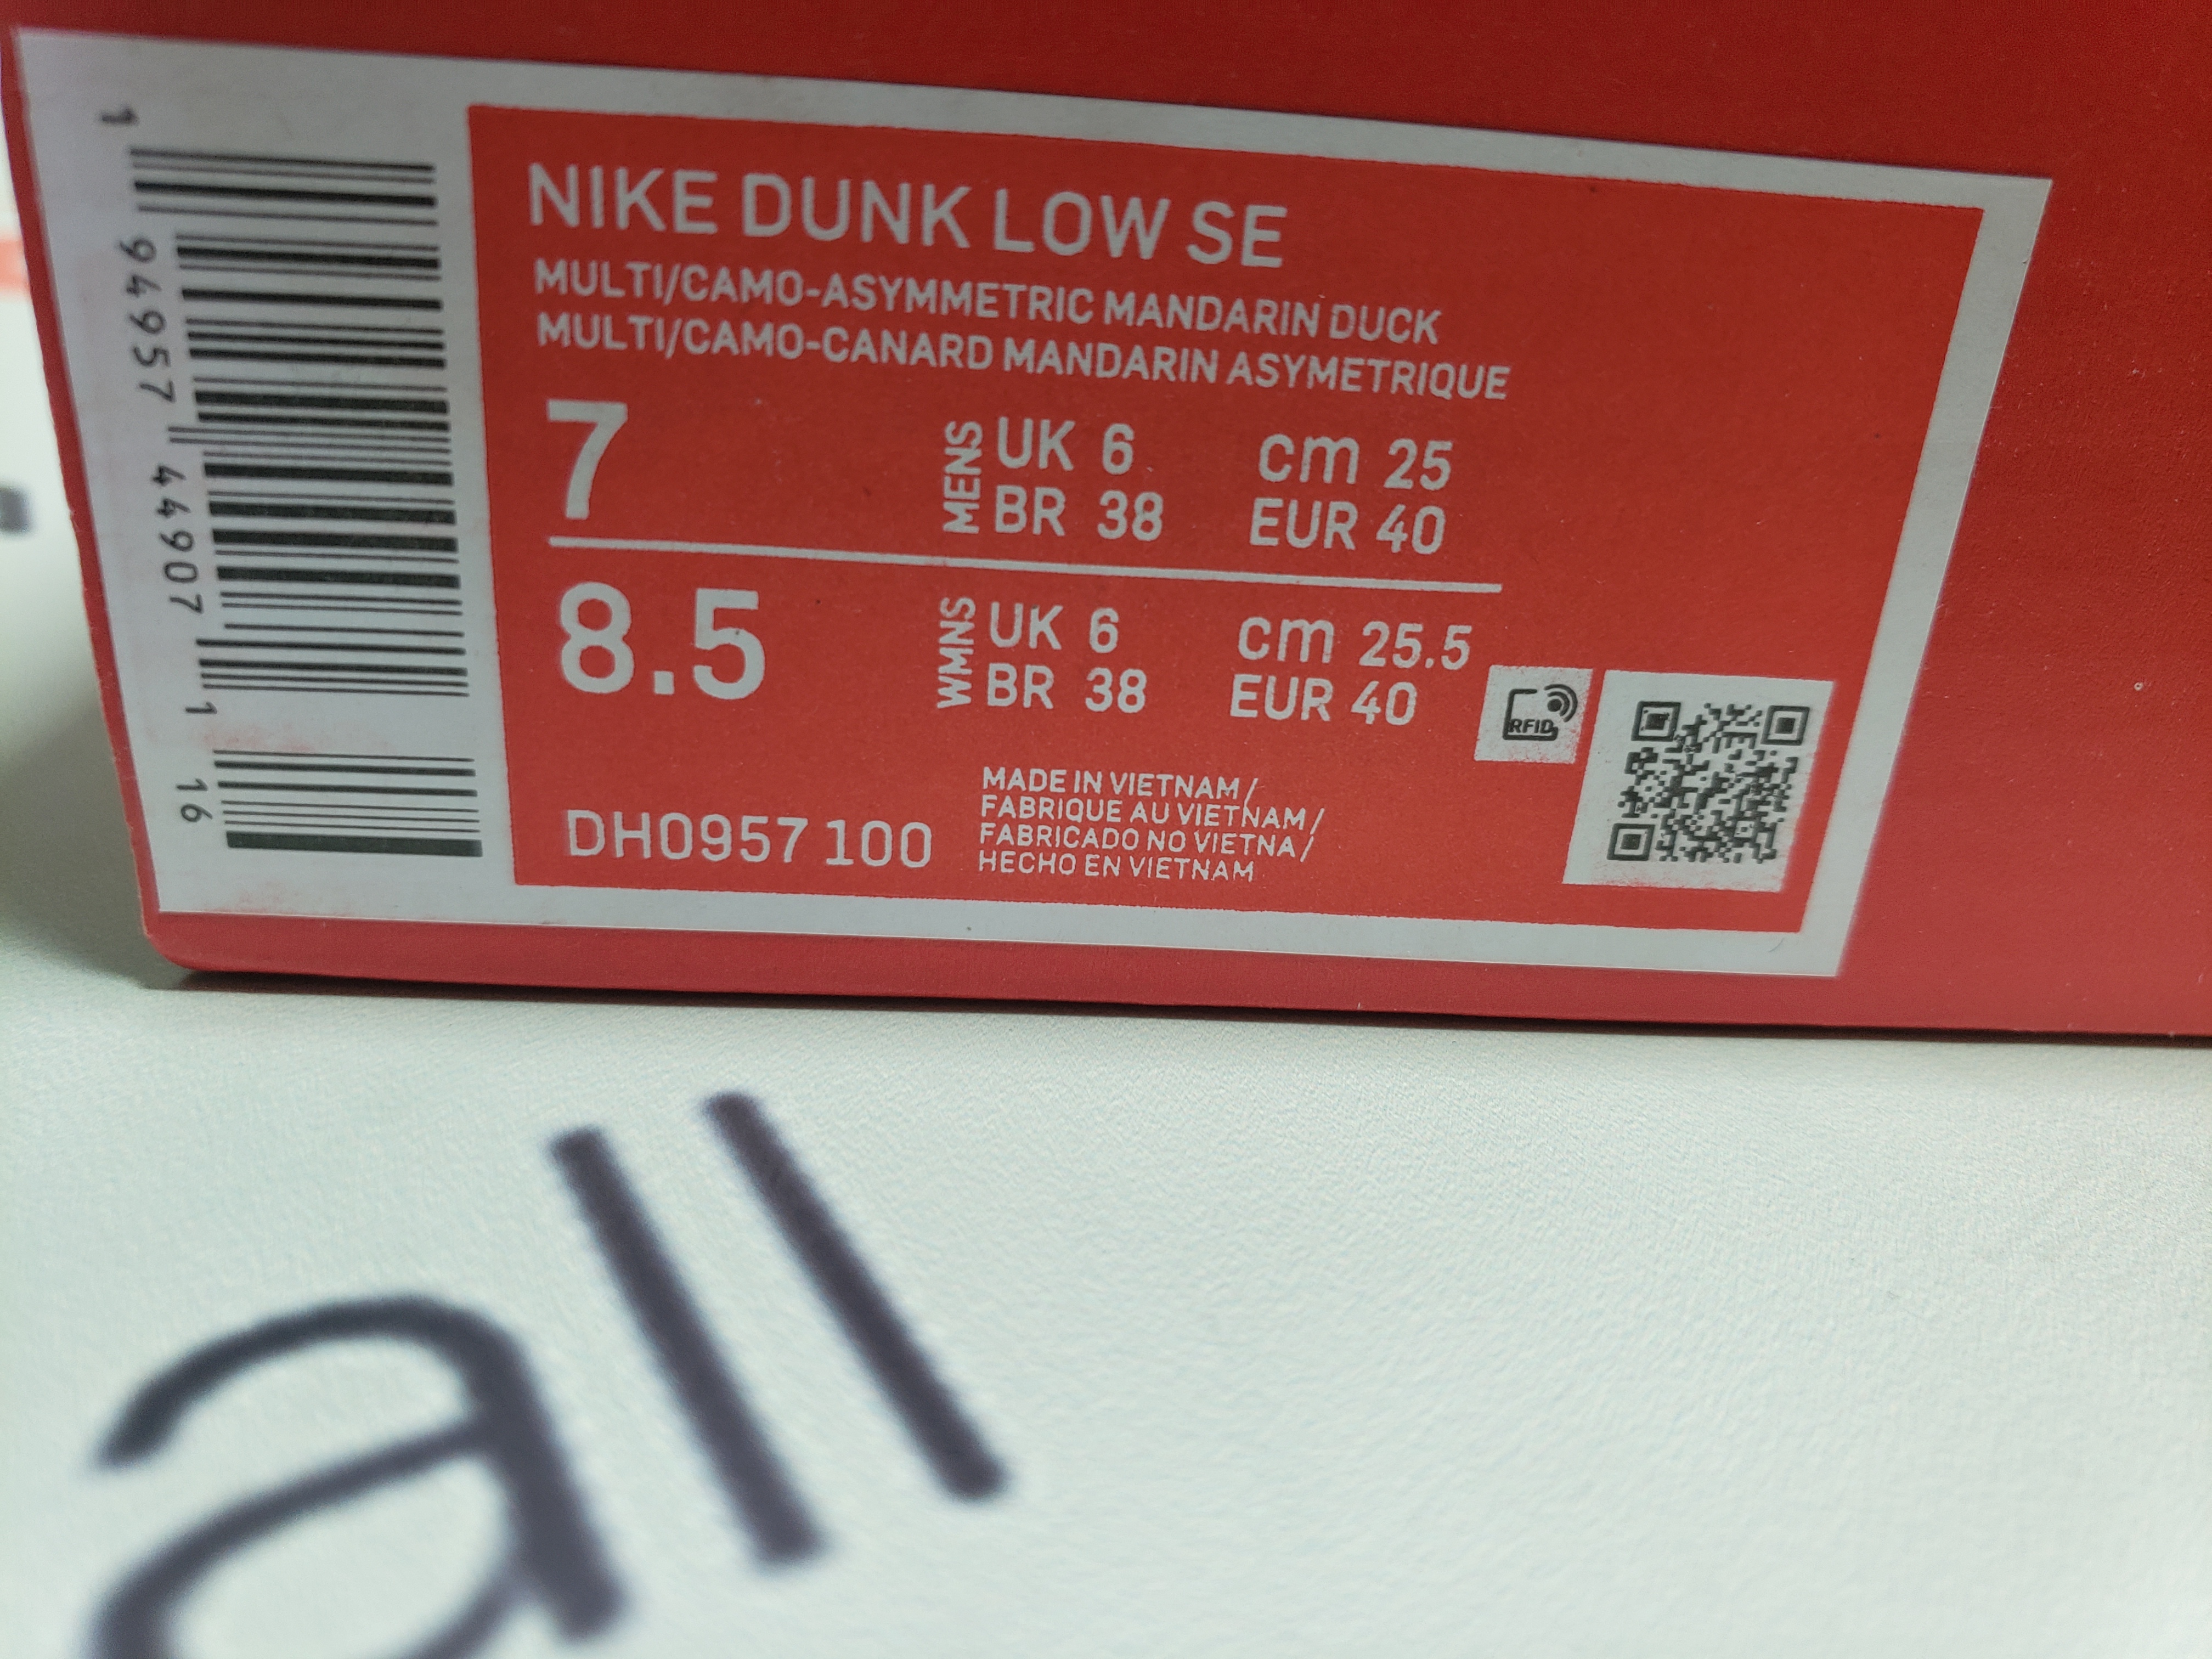 NIKE DUNK LOW SE
MULTI/CAMO-ASYMMETRIC MANDARIN DUCK
MULTI/CAMO-CANARD MANDARIN ASYMETRIQUE
7
MENS
UK 6 cm 25
BR 38 EUR 40
8.5
WMNS
UK 6 cm 25.5
BR 38 EUR 40
RFID
DH0957 100
MADE IN VIETNAM/
FABRIQUE AU VIETNAM/
FABRICADO NO VIETNA/
HECHO EN VIETNAM
1 94957 44907 1 16
all